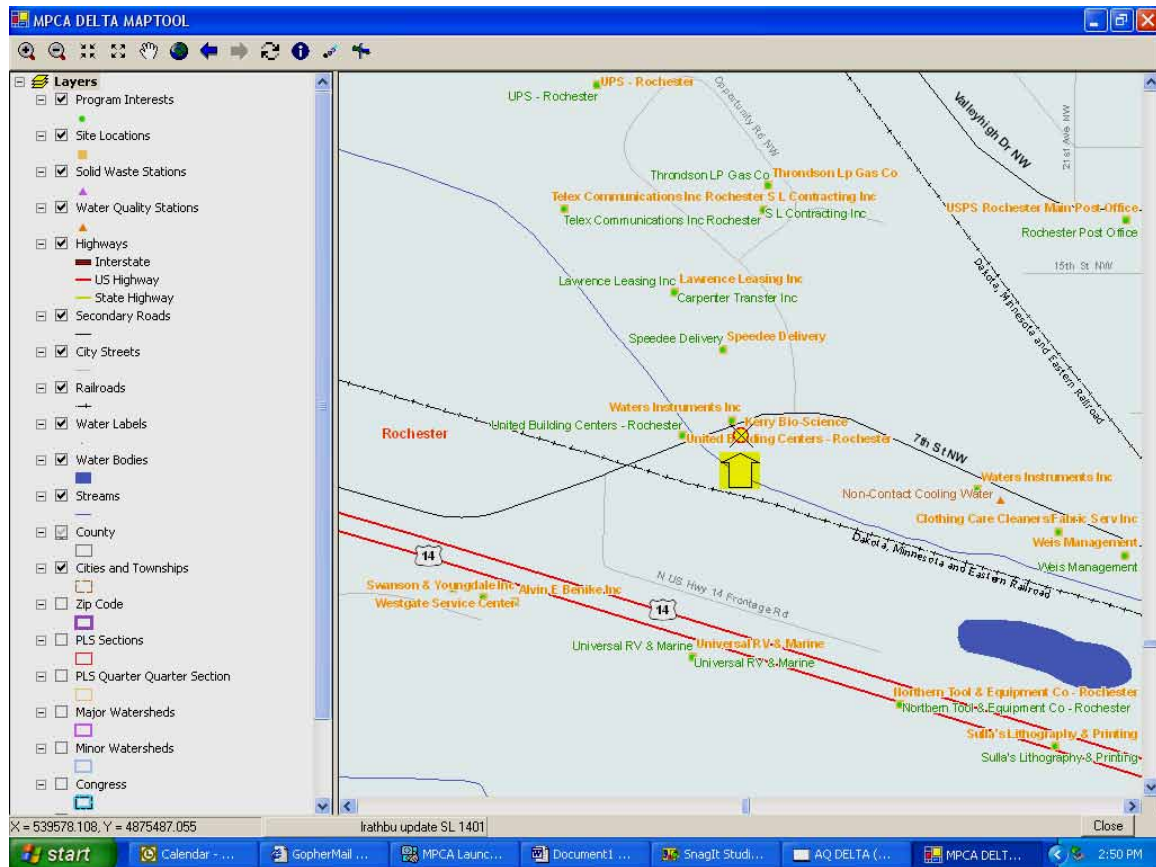 MPCA DELTA MAPTOOL
Layers
Program Interests
Site Locations
Solid Waste Stations
Water Quality Stations
Highways
Interstate
US Highway
State Highway
Secondary Roads
City Streets
Railroads
Water Labels
Water Bodies
Streams
County
Cities and Townships
Zip Code
PLS Sections
PLS Quarter Quarter Section
Major Watersheds
Minor Watersheds
Congress
UPS - Rochester
UPS - Rochester
Opportunity Rd NW
Valleyhigh Dr NW
21st Ave NW
Throndson LP Gas Co
Throndson Lp Gas Co
Telex Communications Inc Rochester
S L Contracting Inc
Telex Communications Inc Rochester
S L Contracting Inc
USPS Rochester Main Post Office
Rochester Post Office
15th St NW
Dakota, Minnesota and Eastern Railroad
Lawrence Leasing Inc
Lawrence Leasing Inc
Carpenter Transfer Inc
Speedee Delivery
Speedee Delivery
Waters Instruments Inc
Kerry Bio-Science
Rochester
United Building Centers - Rochester
United Building Centers - Rochester
7th St NW
Waters Instruments Inc
Non-Contact Cooling Water
Clothing Care Cleaners/Fabric Serv Inc
Weis Management
Weis Management
Dakota, Minnesota and Eastern Railroad
14
N US Hwy 14 Frontage Rd
Swanson & Youngdale Inc
Alvin E Benike Inc
Westgate Service Center
14
Universal RV & Marine
Universal RV & Marine
Universal RV & Marine
Northern Tool & Equipment Co - Rochester
Northern Tool & Equipment Co - Rochester
Sulla's Lithography & Printing
Sulla's Lithography & Printing
X = 539578.108, Y = 4875487.055
lrathbu update SL 1401
Close
start
Calendar - ...
GopherMail ...
MPCA Launc...
Document1 ...
SnagIt Studi...
AQ DELTA (...
MPCA DELT...
2:50 PM